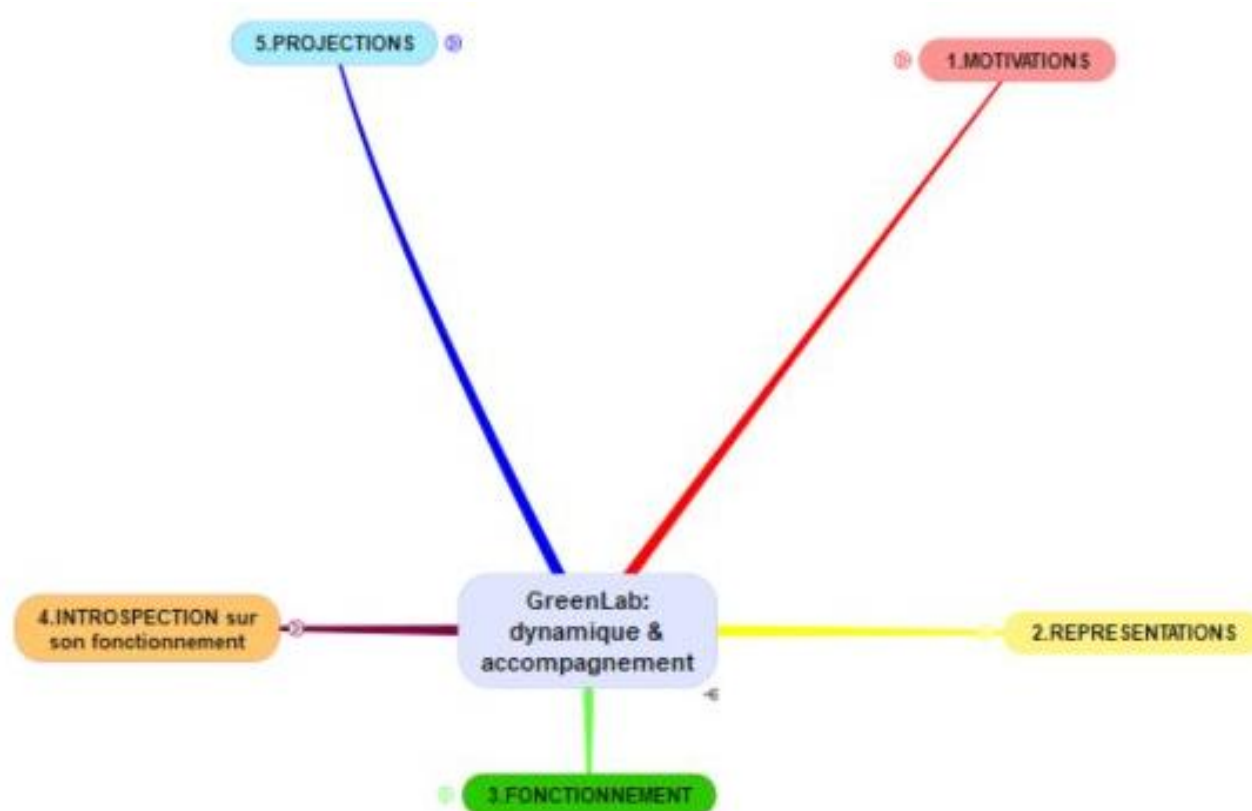 5.PROJECTIONS
1.MOTIVATIONS
GreenLab:
dynamique &
accompagnement
4.INTROSPECTION sur
son fonctionnement
2.REPRESENTATIONS
3.FONCTIONNEMENT